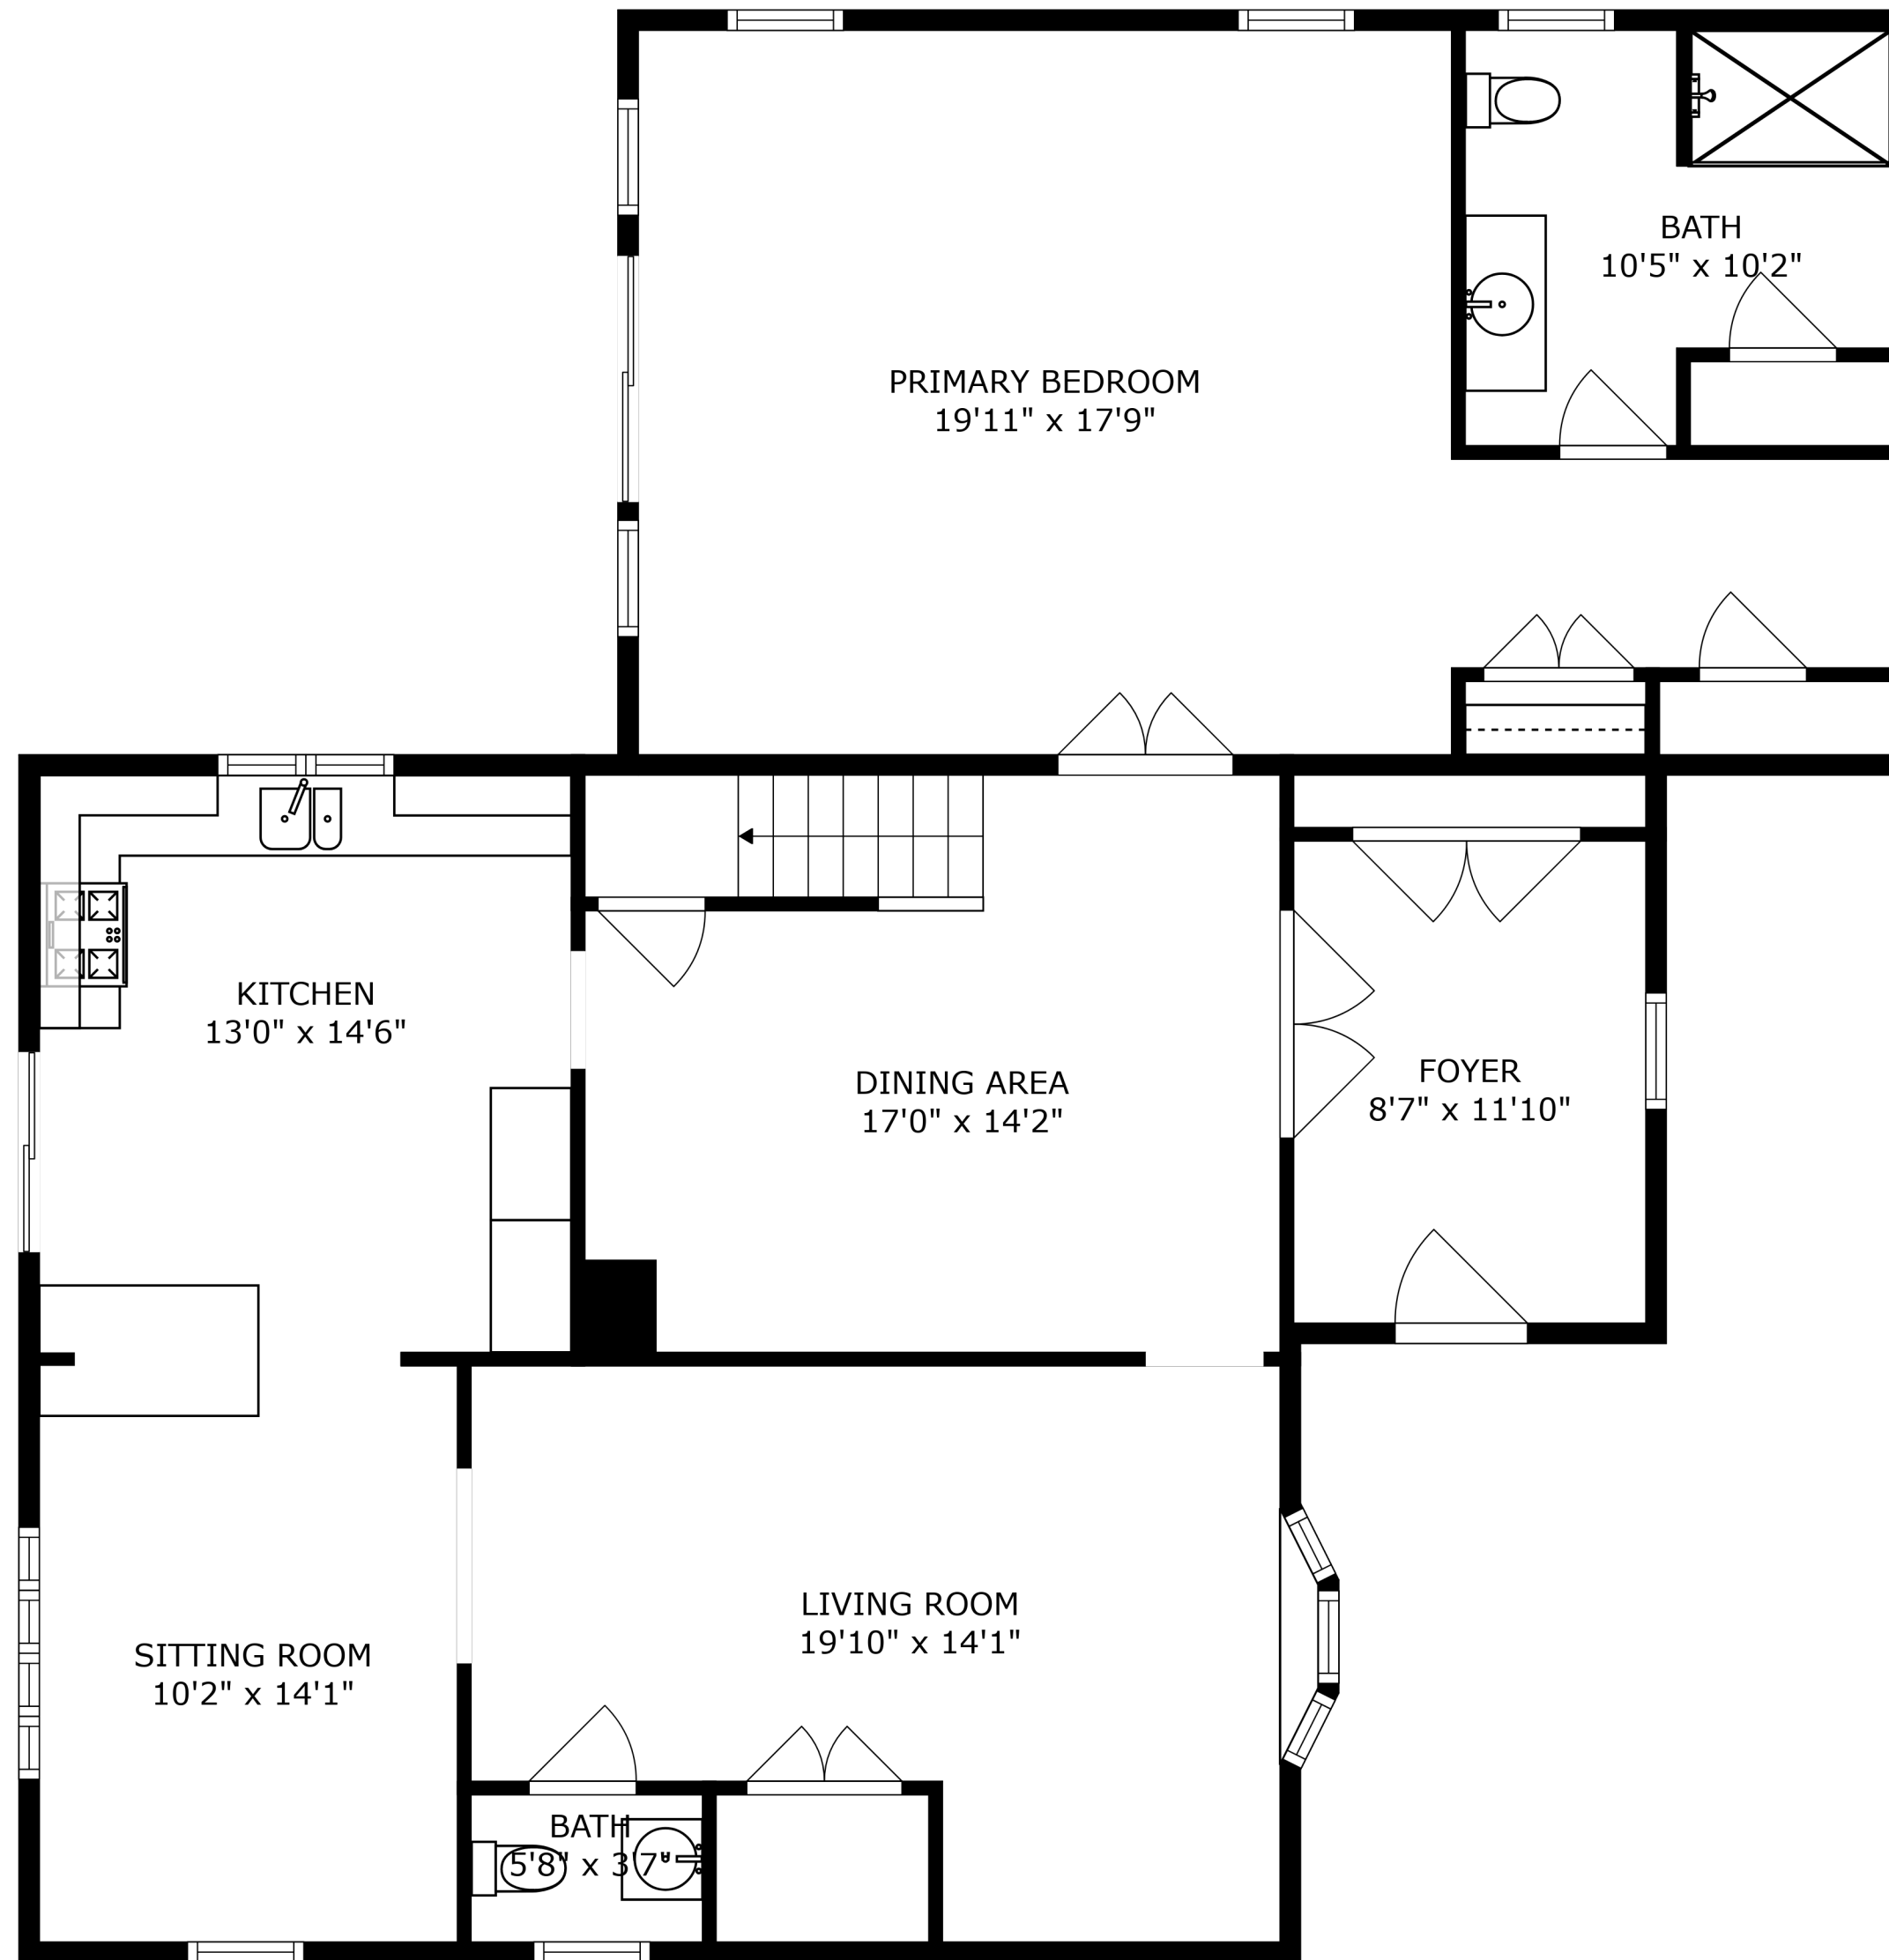 BATH
10'5" x 10'2"
PRIMARY BEDROOM
19'11" x 17'9"
KITCHEN
13'0" x 14'6"
DINING AREA
17'0" x 14'2"
FOYER
8'7" x 11'10"
LIVING ROOM
19'10" x 14'1"
SITTING ROOM
10'2" x 14'1"
BATH
5'8" x 3'7"